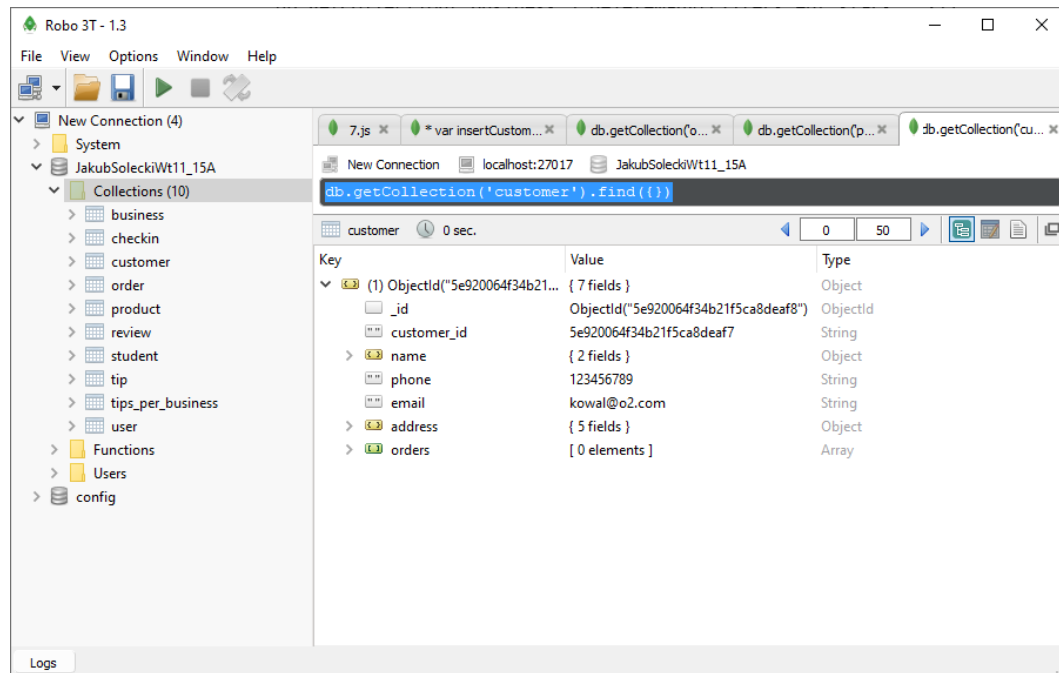 Robo 3T - 1.3
File View Options Window Help
New Connection (4)
System
JakubSoleckiWt11_15A
Collections (10)
business
checkin
customer
order
product
review
student
tip
tips_per_business
user
Functions
Users
config
7.js
* var insertCustom...
db.getCollection('o...
db.getCollection('p...
db.getCollection('cu...
New Connection localhost:27017 JakubSoleckiWt11_15A
db.getCollection('customer').find({})
customer 0 sec. 0 50
Key Value Type
(1) ObjectId("5e920064f34b21... { 7 fields } Object
_id ObjectId("5e920064f34b21f5ca8deaf8") ObjectId
customer_id 5e920064f34b21f5ca8deaf7 String
name { 2 fields } Object
phone 123456789 String
email kowal@o2.com String
address { 5 fields } Object
orders [ 0 elements ] Array
Logs